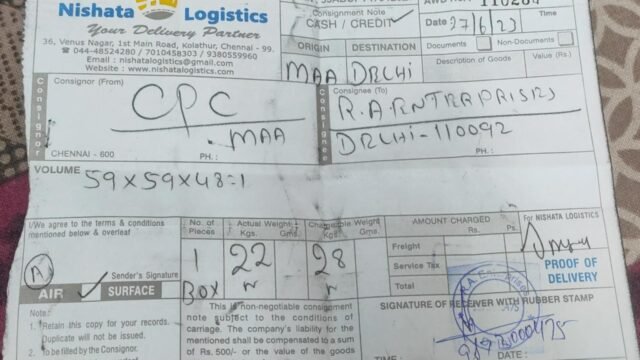 Nishata Logistics
Your Delivery Partner
36, Venus Nagar, 1st Main Road, Kolathur, Chennai - 99.
044-48524280 / 7010458303 / 9380559960
Email : nishatalogistics@gmail.com
Website : www.nishatalogistics.com
Consignment Note
CASH / CREDIT
Date 27/6/23
Time
ORIGIN DESTINATION
MAA DRLHI
Documents Non-Documents
Description of Goods Value (Rs.)
Consignor
Consignor (From)
CPC
MAA
CHENNAI - 600 PH. :
Consignee
Consignee (To)
R.A. ENTRAPRISRS
DRLHI-110092
PH. :
VOLUME
59x59x48=1
I/We agree to the terms & conditions
mentioned below & overleaf
A
Sender's Signature
AIR SURFACE
No. of Pieces
1
BOX
Actual Weight
Kgs. Gms.
22
Chargeable Weight
Kgs. Gms.
28
AMOUNT CHARGED
Rs. Ps.
Freight
Service Tax
Total
For NISHATA LOGISTICS
PROOF OF
DELIVERY
Note:
1. Retain this copy for your records.
Duplicate will not be issued.
2. To be filled by the Consignor.
This is non-negotiable consignment
note subject to the conditions of
carriage. The company's liability for
the mentioned shall be compensated to a
sum of Rs. 500/- or the value of the goods
SIGNATURE OF RECEIVER WITH RUBBER STAMP
TIME : DATE :